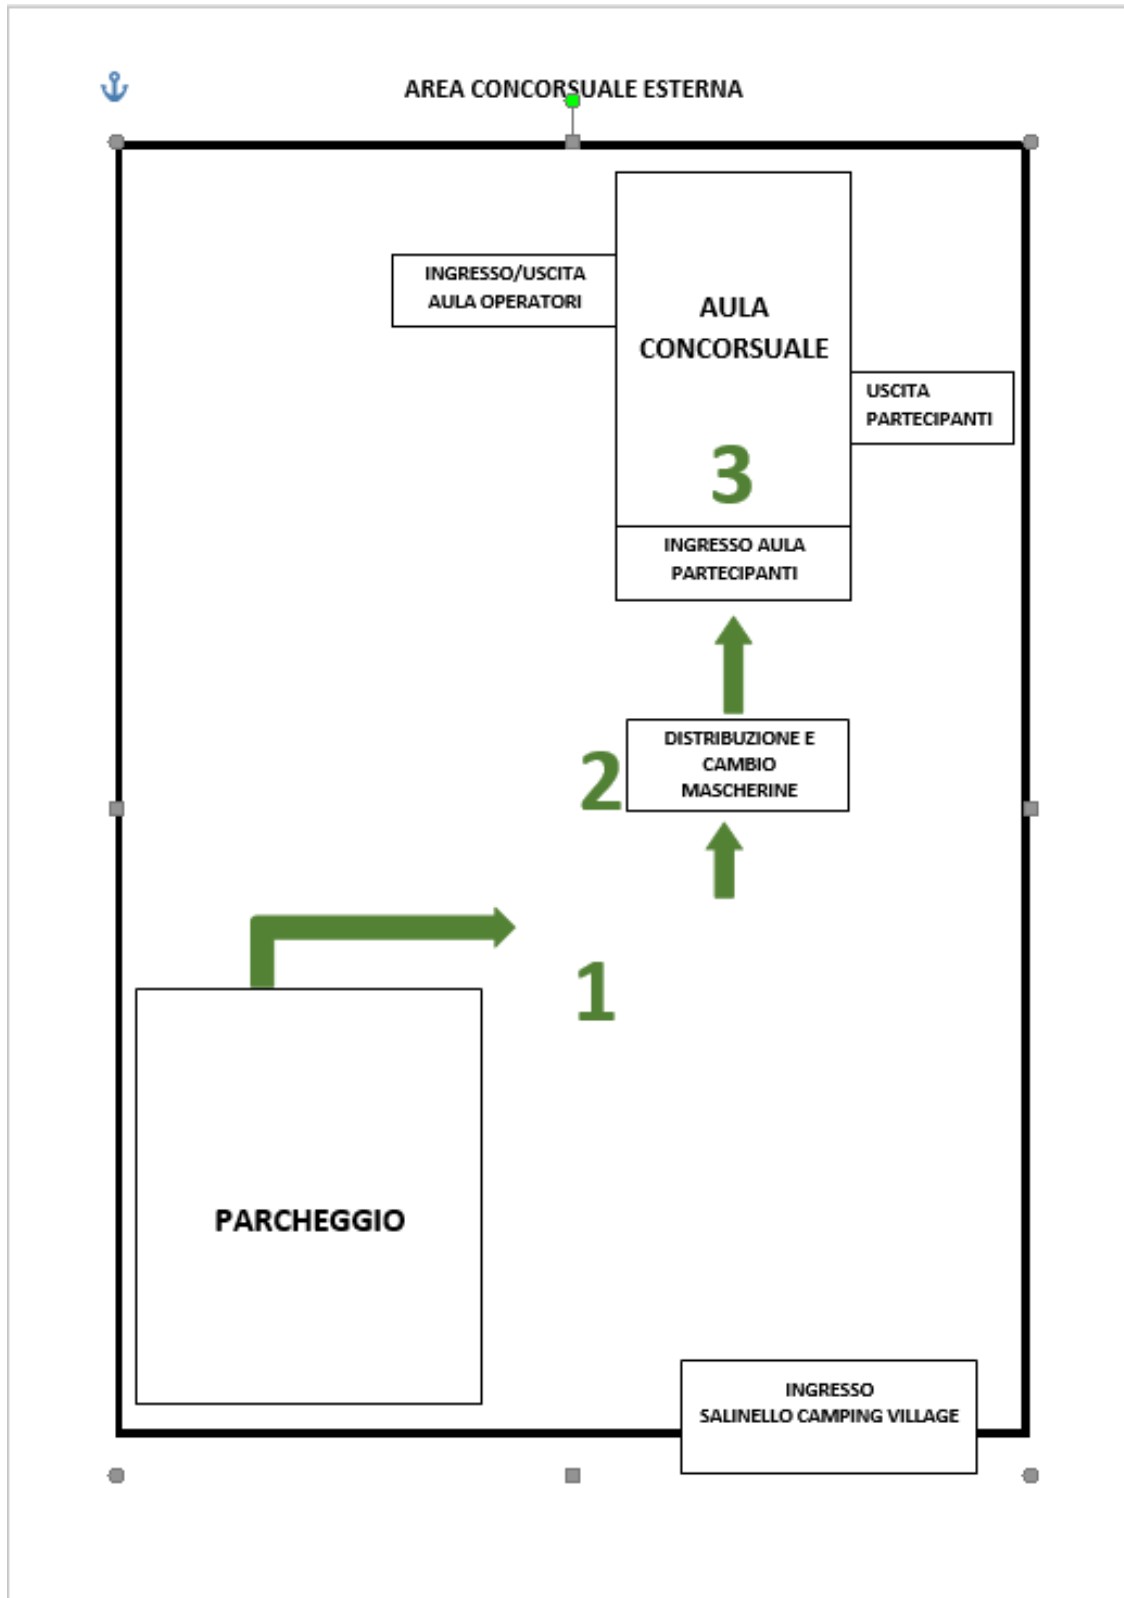 AREA CONCORSUALE ESTERNA
INGRESSO/USCITA
AULA OPERATORI
AULA
CONCORSUALE
USCITA
PARTECIPANTI
3
INGRESSO AULA
PARTECIPANTI
2
DISTRIBUZIONE E
CAMBIO
MASCHERINE
1
PARCHEGGIO
INGRESSO
SALINELLO CAMPING VILLAGE